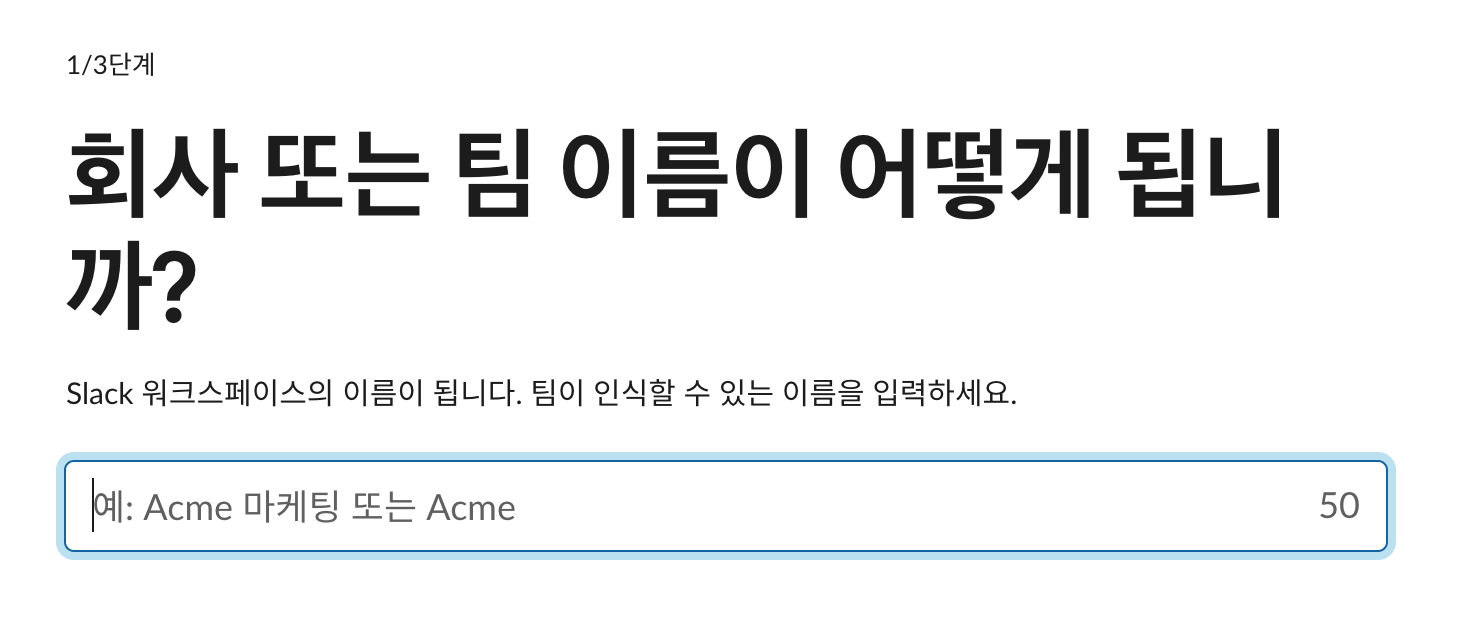 1/3단계
회사 또는 팀 이름이 어떻게 됩니
까?
Slack 워크스페이스의 이름이 됩니다. 팀이 인식할 수 있는 이름을 입력하세요.
예: Acme 마케팅 또는 Acme 50